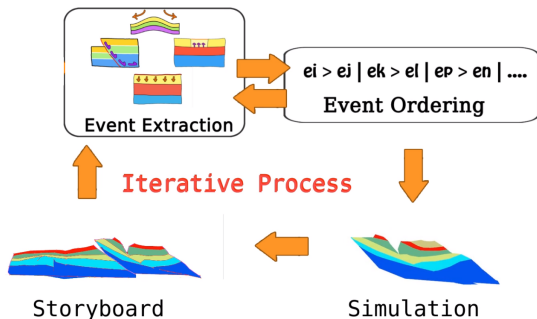 ei > ej | ek > el | ep > en | ....
Event Ordering
Event Extraction
Iterative Process
Storyboard
Simulation